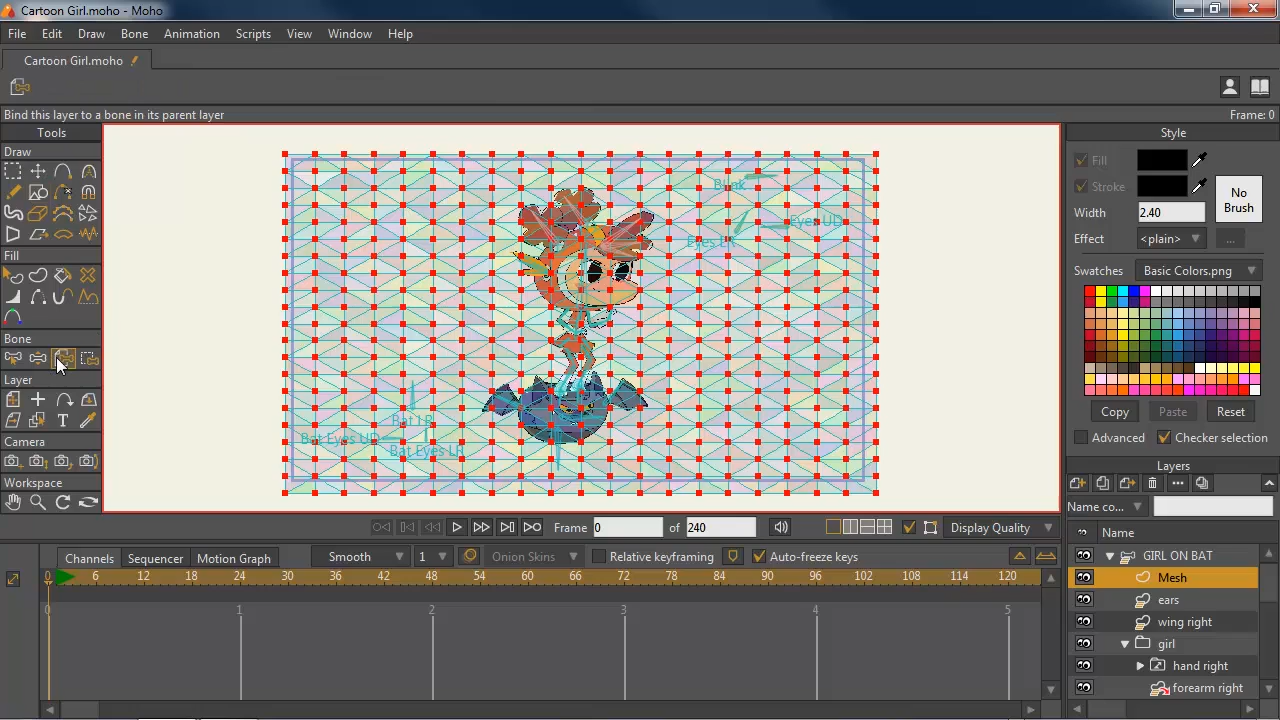 Cartoon Girl.moho - Moho
File Edit Draw Bone Animation Scripts View Window Help
Cartoon Girl.moho
Bind this layer to a bone in its parent layer
Frame: 0
Tools
Draw
Fill
Bone
Layer
Camera
Workspace
Blink
Eyes UD
Eyes LR
Bat LR
Bat Eyes UD
Bat Eyes LR
Style
Fill
Stroke
No
Brush
Width 2.40
Effect <plain> ...
Swatches Basic Colors.png
Copy Paste Reset
Advanced Checker selection
Layers
Name co...
Name
GIRL ON BAT
Mesh
ears
wing right
girl
hand right
forearm right
Frame 0 of 240 Display Quality
Channels Sequencer Motion Graph Smooth 1 Onion Skins Relative keyframing Auto-freeze keys
0 6 12 18 24 30 36 42 48 54 60 66 72 78 84 90 96 102 108 114 120
0 1 2 3 4 5